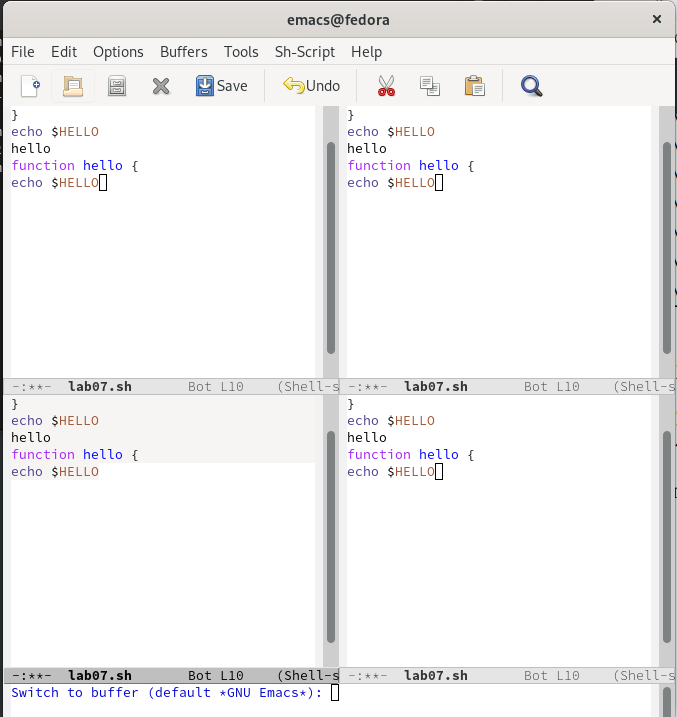 emacs@fedora
File Edit Options Buffers Tools Sh-Script Help
Save Undo
}
echo $HELLO
hello
function hello {
echo $HELLO
-:**- lab07.sh Bot L10 (Shell-s
}
echo $HELLO
hello
function hello {
echo $HELLO
-:**- lab07.sh Bot L10 (Shell-s
}
echo $HELLO
hello
function hello {
echo $HELLO
-:**- lab07.sh Bot L10 (Shell-s
}
echo $HELLO
hello
function hello {
echo $HELLO
-:**- lab07.sh Bot L10 (Shell-s
Switch to buffer (default *GNU Emacs*):